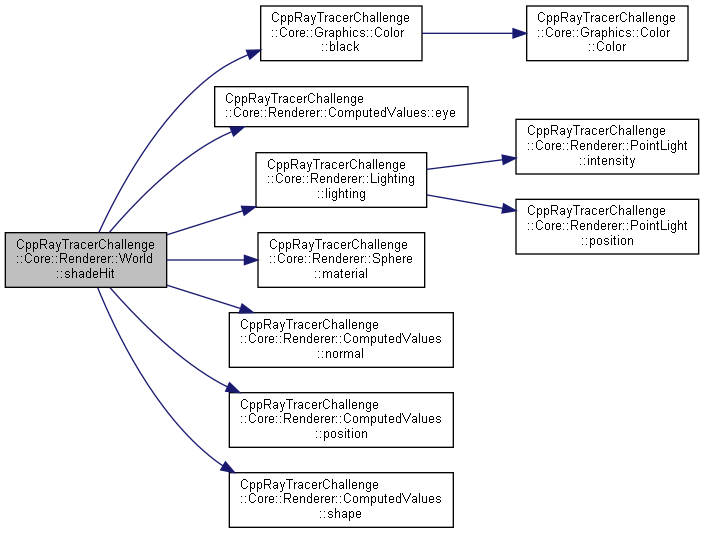 CppRayTracerChallenge
::Core::Renderer::World
::shadeHit
CppRayTracerChallenge
::Core::Graphics::Color
::black
CppRayTracerChallenge
::Core::Graphics::Color
::Color
CppRayTracerChallenge
::Core::Renderer::ComputedValues::eye
CppRayTracerChallenge
::Core::Renderer::Lighting
::lighting
CppRayTracerChallenge
::Core::Renderer::PointLight
::intensity
CppRayTracerChallenge
::Core::Renderer::PointLight
::position
CppRayTracerChallenge
::Core::Renderer::Sphere
::material
CppRayTracerChallenge
::Core::Renderer::ComputedValues
::normal
CppRayTracerChallenge
::Core::Renderer::ComputedValues
::position
CppRayTracerChallenge
::Core::Renderer::ComputedValues
::shape